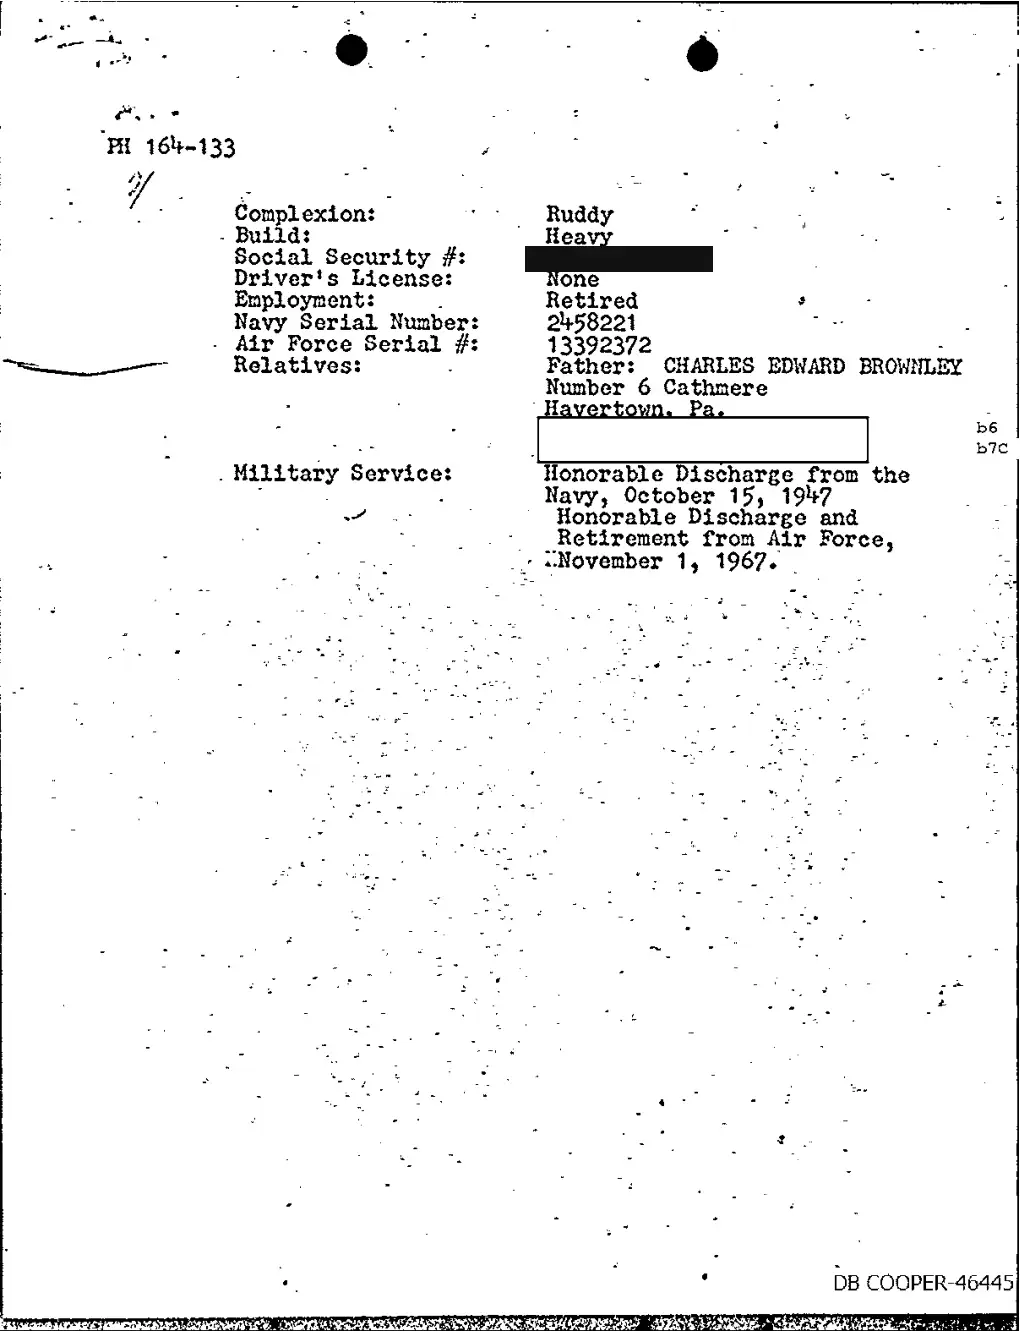 PH 164-133
2/
Complexion: Ruddy
Build: Heavy
Social Security #:
Driver's License: None
Employment: Retired
Navy Serial Number: 2458221
Air Force Serial #: 13392372
Relatives: Father: CHARLES EDWARD BROWNLEY
Number 6 Cathmere
Havertown, Pa.
b6
b7C
Military Service: Honorable Discharge from the
Navy, October 15, 1947
Honorable Discharge and
Retirement from Air Force,
November 1, 1967.
DB COOPER-46445